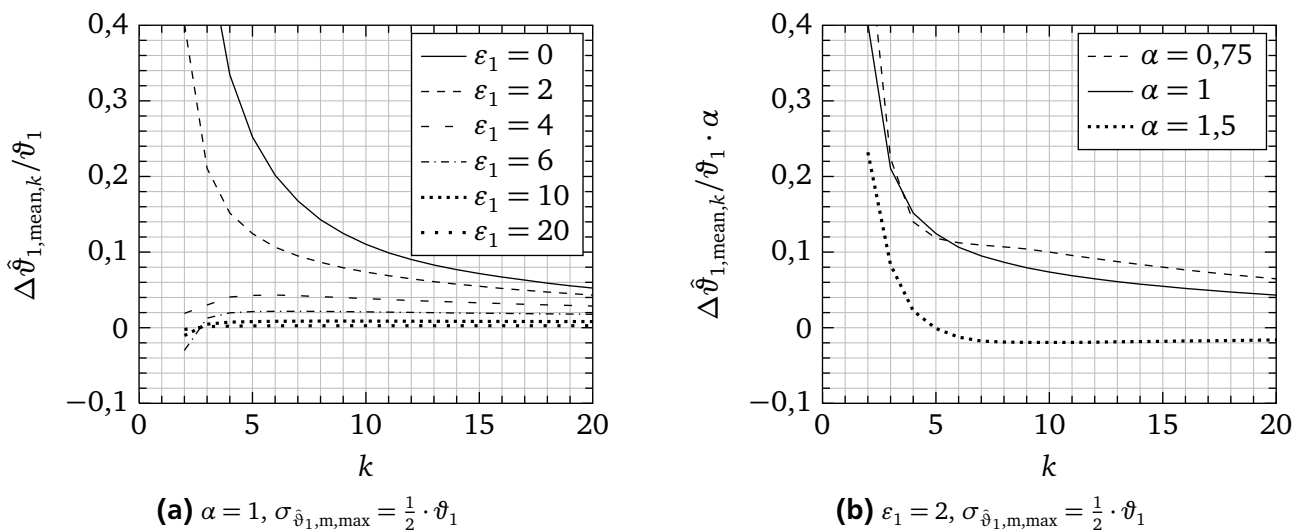 0,4
0,3
0,2
0,1
0
−0,1
Δϑ̂₁,mean,k/ϑ₁
0 5 10 15 20
k
ε₁ = 0
ε₁ = 2
ε₁ = 4
ε₁ = 6
ε₁ = 10
ε₁ = 20
(a) α = 1, σ_ϑ̂₁,m,max = ½ · ϑ₁
0,4
0,3
0,2
0,1
0
−0,1
Δϑ̂₁,mean,k/ϑ₁ · α
0 5 10 15 20
k
α = 0,75
α = 1
α = 1,5
(b) ε₁ = 2, σ_ϑ̂₁,m,max = ½ · ϑ₁